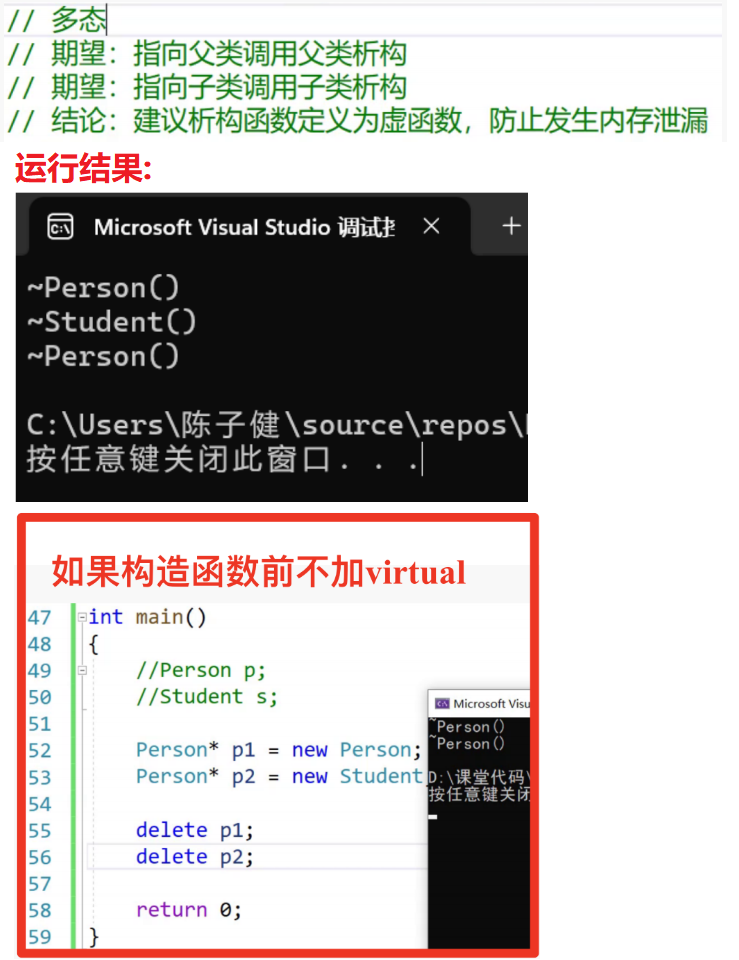 // 多态
// 期望：指向父类调用父类析构
// 期望：指向子类调用子类析构
// 结论：建议析构函数定义为虚函数，防止发生内存泄漏
运行结果:
Microsoft Visual Studio 调试
~Person()
~Student()
~Person()
C:\Users\陈子健\source\repos\
按任意键关闭此窗口. . .
如果构造函数前不加virtual
47 int main()
48 {
49 //Person p;
50 //Student s;
51
52 Person* p1 = new Person;
53 Person* p2 = new Student
54
55 delete p1;
56 delete p2;
57
58 return 0;
59 }
Microsoft Visu
~Person()
~Person()
D:\课堂代码\
按任意键关闭